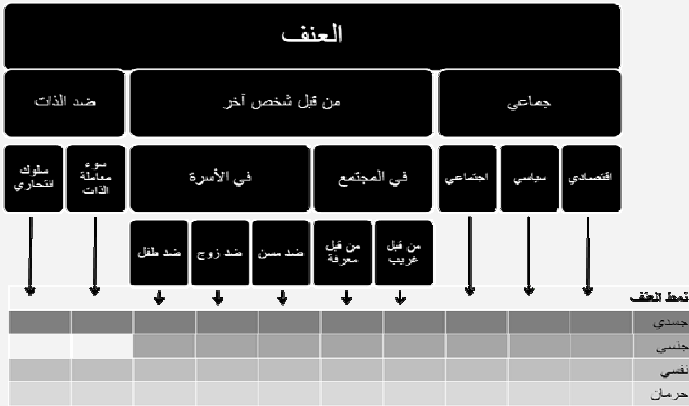 العنف
جماعي
من قبل شخص آخر
ضد الذات
اقتصادي
سياسي
اجتماعي
في المجتمع
في الأسرة
سوء
معاملة
الذات
سلوك
انتحاري
من قبل
غريب
من قبل
معرفة
ضد مسن
ضد زوج
ضد طفل
نمط العنف
جسدي
جنسي
نفسي
حرمان